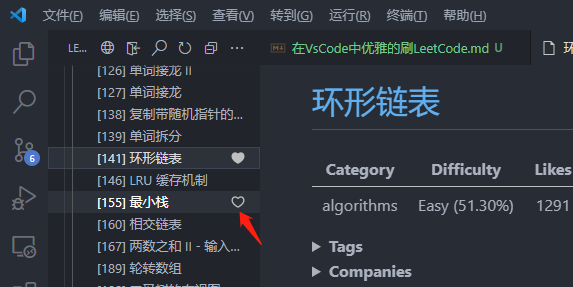 文件(F) 编辑(E) 选择(S) 查看(V) 转到(G) 运行(R) 终端(T) 帮助(H)
LE...
在VsCode中优雅的刷LeetCode.md U
环
[126] 单词接龙 II
[127] 单词接龙
[138] 复制带随机指针的...
[139] 单词拆分
[141] 环形链表
[146] LRU 缓存机制
[155] 最小栈
[160] 相交链表
[167] 两数之和 II - 输入...
[189] 轮转数组
6
环形链表
Category Difficulty Likes
algorithms Easy (51.30%) 1291
Tags
Companies